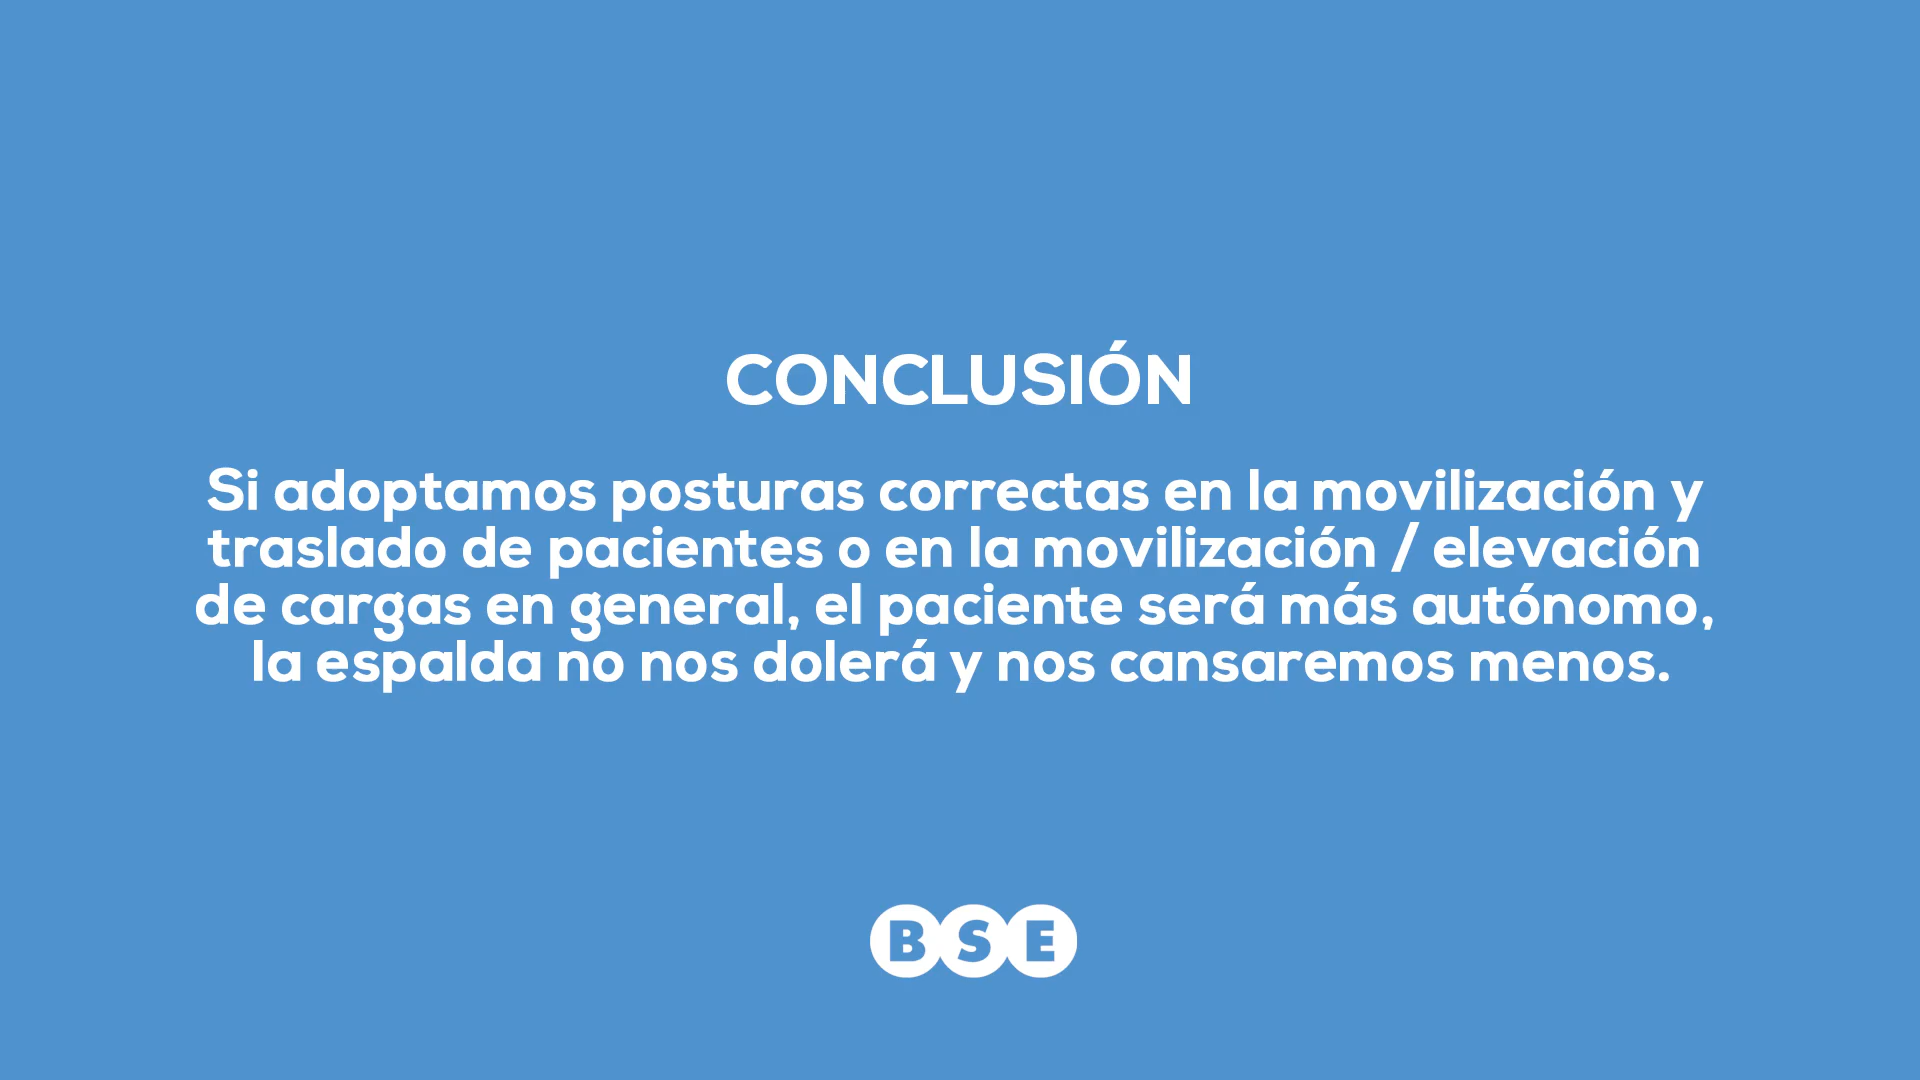 CONCLUSIÓN
Si adoptamos posturas correctas en la movilización y
traslado de pacientes o en la movilización / elevación
de cargas en general, el paciente será más autónomo,
la espalda no nos dolerá y nos cansaremos menos.
BSE